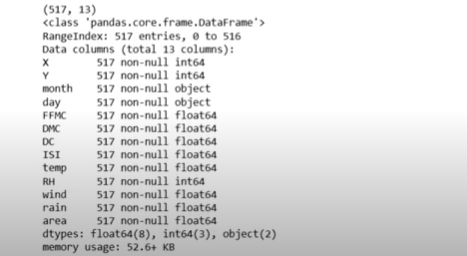 (517, 13)
<class 'pandas.core.frame.DataFrame'>
RangeIndex: 517 entries, 0 to 516
Data columns (total 13 columns):
X 517 non-null int64
Y 517 non-null int64
month 517 non-null object
day 517 non-null object
FFMC 517 non-null float64
DMC 517 non-null float64
DC 517 non-null float64
ISI 517 non-null float64
temp 517 non-null float64
RH 517 non-null int64
wind 517 non-null float64
rain 517 non-null float64
area 517 non-null float64
dtypes: float64(8), int64(3), object(2)
memory usage: 52.6+ KB